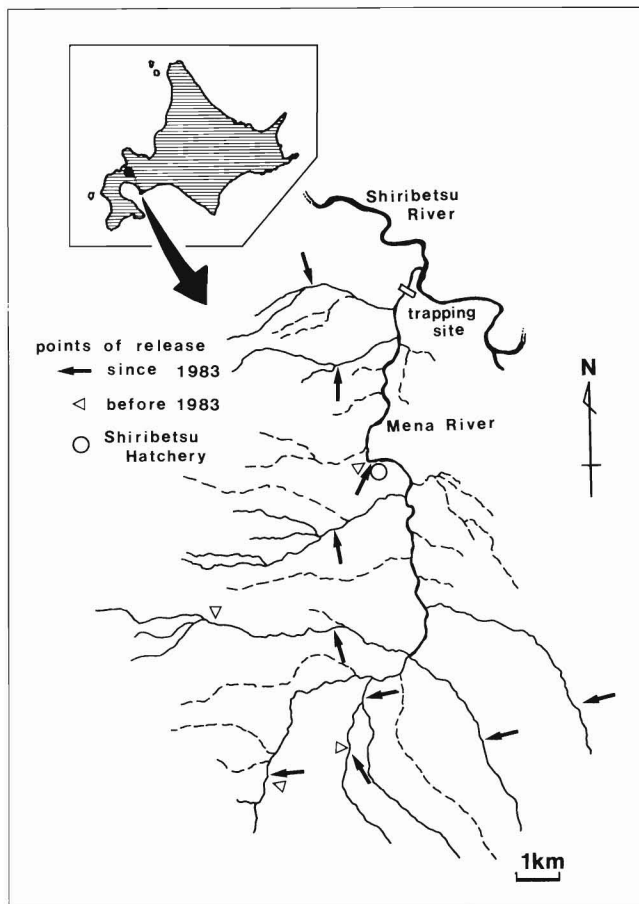 Shiribetsu
River
trapping
site
points of release
since 1983
before 1983
Shiribetsu
Hatchery
N
Mena River
1km